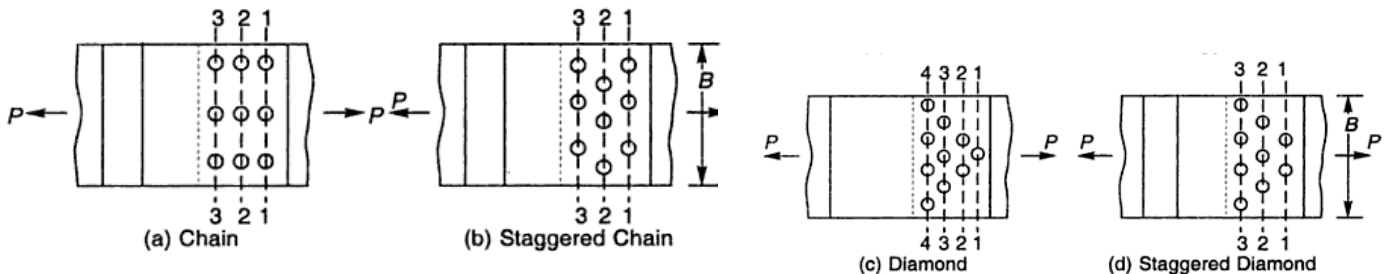 3 2 1
P P
3 2 1
(a) Chain
3 2 1
P B
3 2 1
(b) Staggered Chain
4 3 2 1
P P
4 3 2 1
(c) Diamond
3 2 1
P B P
3 2 1
(d) Staggered Diamond